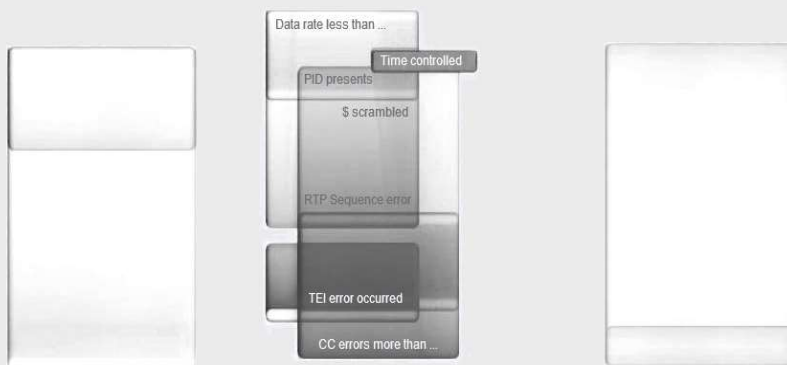 Data rate less than ...
Time controlled
PID presents
$ scrambled
RTP Sequence error
TEI error occurred
CC errors more than ...